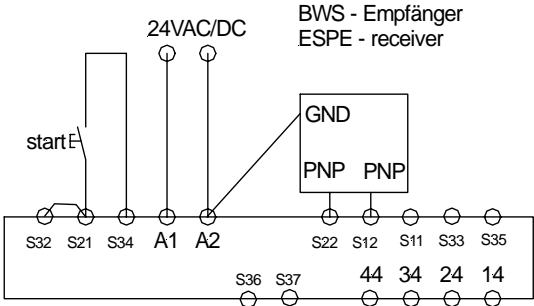 24VAC/DC
BWS - Empfänger
ESPE - receiver
GND
start
PNP PNP
S32 S21 S34 A1 A2 S22 S12 S11 S33 S35
S36 S37 44 34 24 14